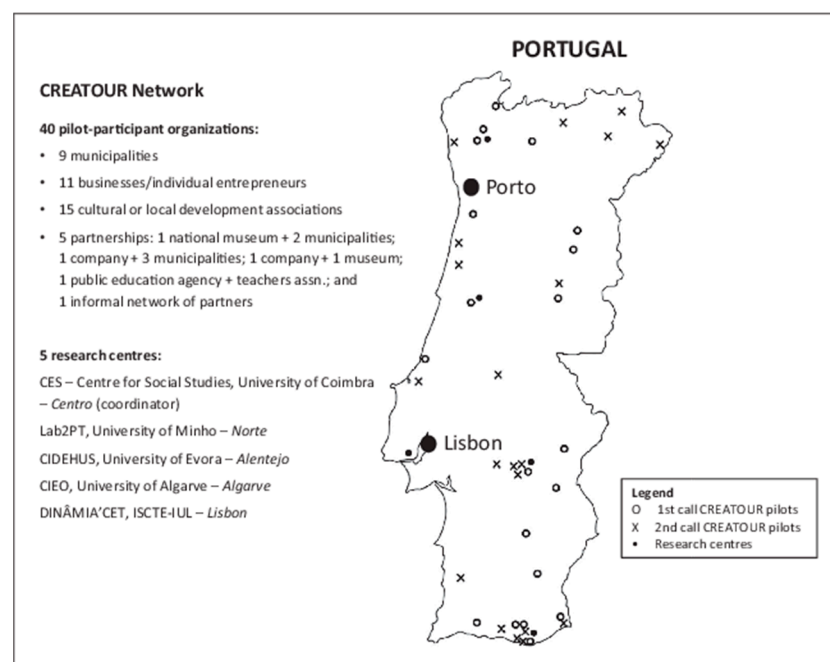 PORTUGAL
CREATOUR Network
40 pilot-participant organizations:
• 9 municipalities
• 11 businesses/individual entrepreneurs
• 15 cultural or local development associations
• 5 partnerships: 1 national museum + 2 municipalities;
1 company + 3 municipalities; 1 company + 1 museum;
1 public education agency + teachers assn.; and
1 informal network of partners
5 research centres:
CES – Centre for Social Studies, University of Coimbra
– Centro (coordinator)
Lab2PT, University of Minho – Norte
CIDEHUS, University of Evora – Alentejo
CIEO, University of Algarve – Algarve
DINÂMIA’CET, ISCTE-IUL – Lisbon
Porto
Lisbon
Legend
O 1st call CREATOUR pilots
X 2nd call CREATOUR pilots
• Research centres